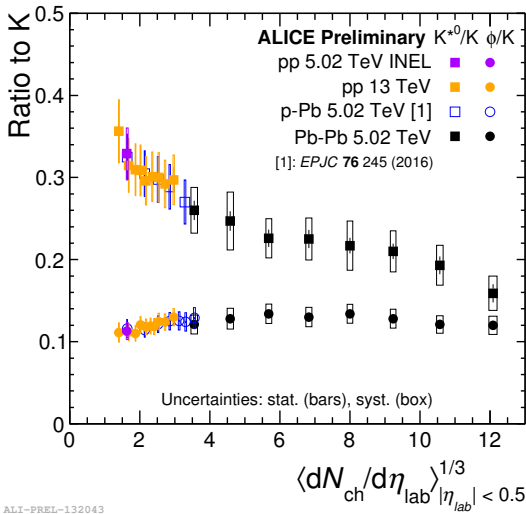 Ratio to K
0.5
0.4
0.3
0.2
0.1
0
ALICE Preliminary K*⁰/K ϕ/K
pp 5.02 TeV INEL
pp 13 TeV
p-Pb 5.02 TeV [1]
Pb-Pb 5.02 TeV
[1]: EPJC 76 245 (2016)
Uncertainties: stat. (bars), syst. (box)
0 2 4 6 8 10 12
⟨dN_ch/dη_lab⟩^{1/3}_{|η_lab| < 0.5}
ALI-PREL-132043